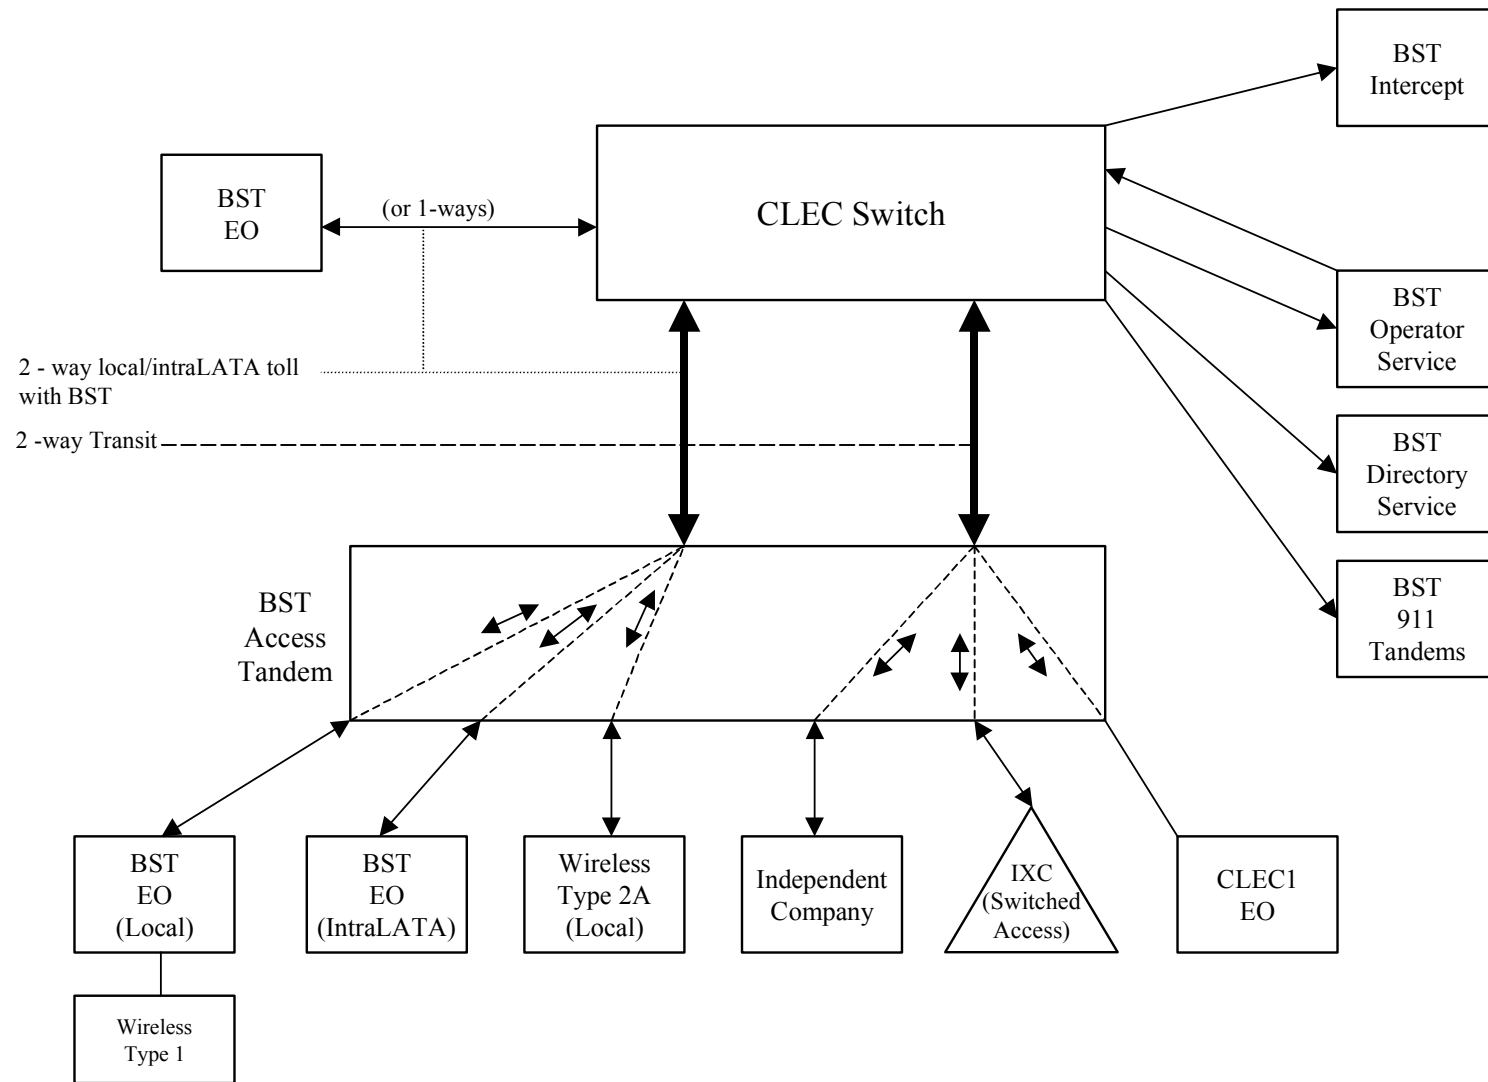 BST
Intercept
BST
EO
(or 1-ways)
CLEC Switch
BST
Operator
Service
2 - way local/intraLATA toll
with BST
2 -way Transit
BST
Directory
Service
BST
911
Tandems
BST
Access
Tandem
BST
EO
(Local)
BST
EO
(IntraLATA)
Wireless
Type 2A
(Local)
Independent
Company
IXC
(Switched
Access)
CLEC1
EO
Wireless
Type 1